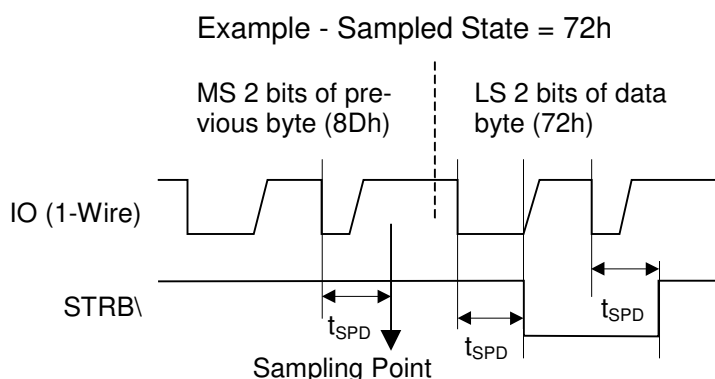 Example - Sampled State = 72h
MS 2 bits of pre-
vious byte (8Dh)
LS 2 bits of data
byte (72h)
IO (1-Wire)
STRB\
tSPD
tSPD
tSPD
Sampling Point